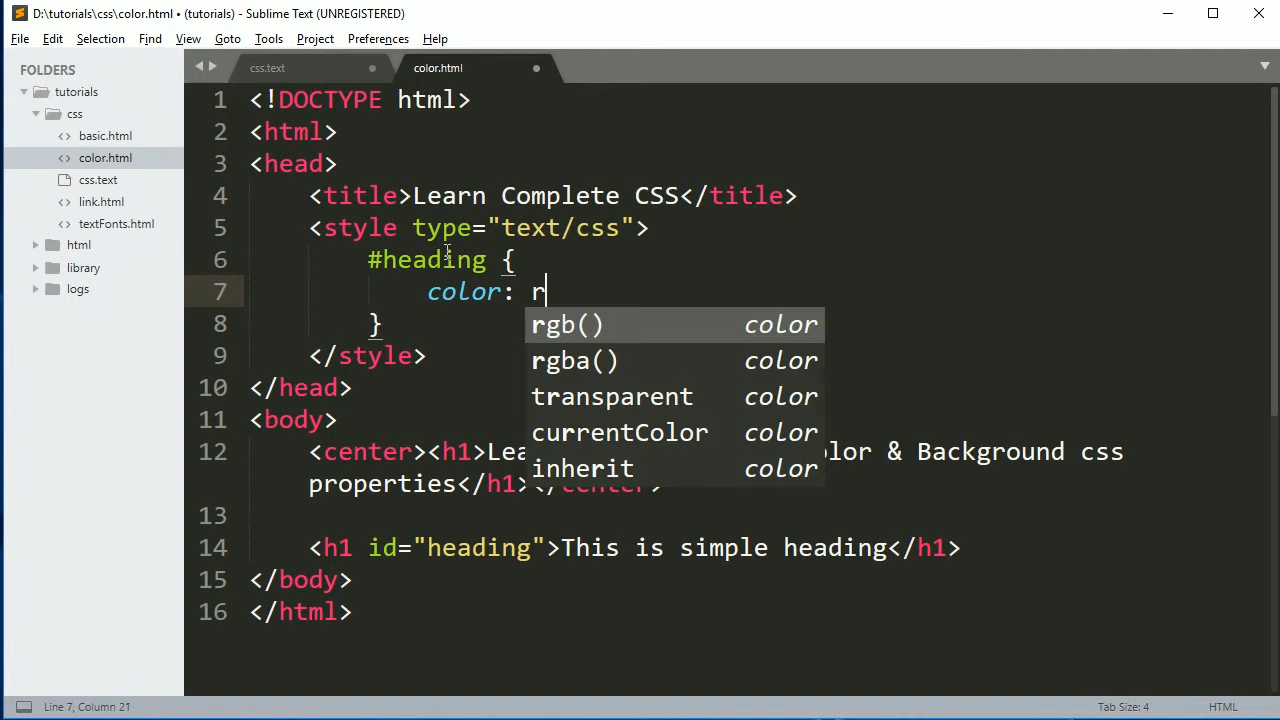 D:\tutorials\css\color.html • (tutorials) - Sublime Text (UNREGISTERED)
File Edit Selection Find View Goto Tools Project Preferences Help
FOLDERS
tutorials
css
basic.html
color.html
css.text
link.html
textFonts.html
html
library
logs
css.text color.html
1 <!DOCTYPE html>
2 <html>
3 <head>
4 <title>Learn Complete CSS</title>
5 <style type="text/css">
6 #heading {
7 color: r
8 }
9 </style>
10 </head>
11 <body>
12 <center><h1>Lea olor & Background css
properties</h1></center>
13
14 <h1 id="heading">This is simple heading</h1>
15 </body>
16 </html>
rgb() color
rgba() color
transparent color
currentColor color
inherit color
Line 7, Column 21 Tab Size: 4 HTML